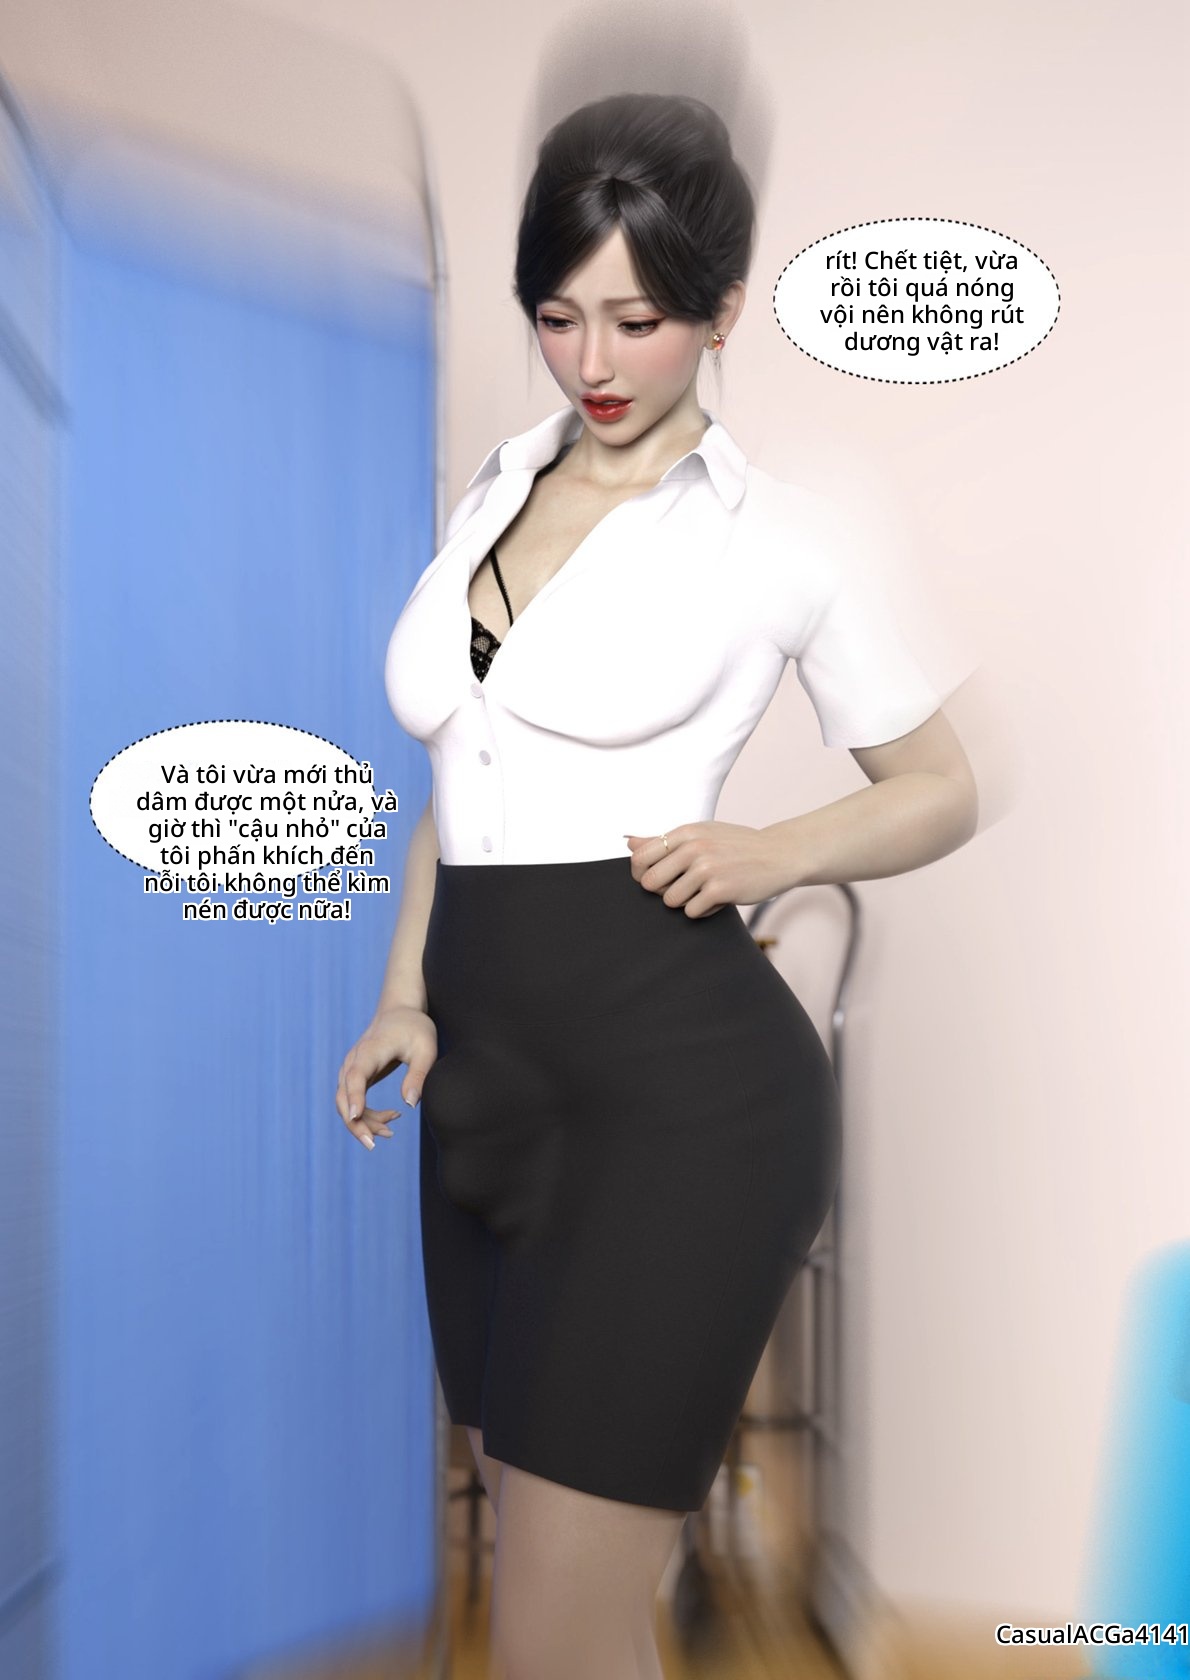 rít! Chết tiệt, vừa
rồi tôi quá nóng
vội nên không rút
dương vật ra!
Và tôi vừa mới thủ
dâm được một nửa, và
giờ thì "cậu nhỏ" của
tôi phấn khích đến
nỗi tôi không thể kìm
nén được nữa!
CasualACGa4141